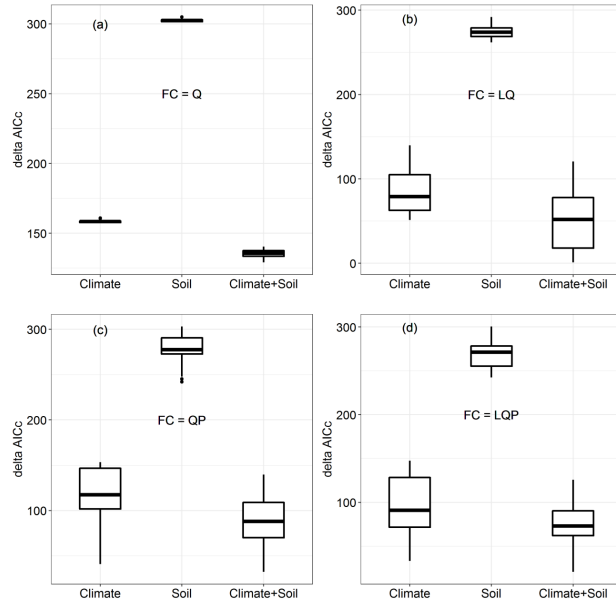 (a)
FC = Q
delta AICc
300
250
200
150
Climate
Soil
Climate+Soil
(b)
FC = LQ
delta AICc
300
200
100
0
Climate
Soil
Climate+Soil
(c)
FC = QP
delta AICc
300
200
100
Climate
Soil
Climate+Soil
(d)
FC = LQP
delta AICc
300
200
100
Climate
Soil
Climate+Soil